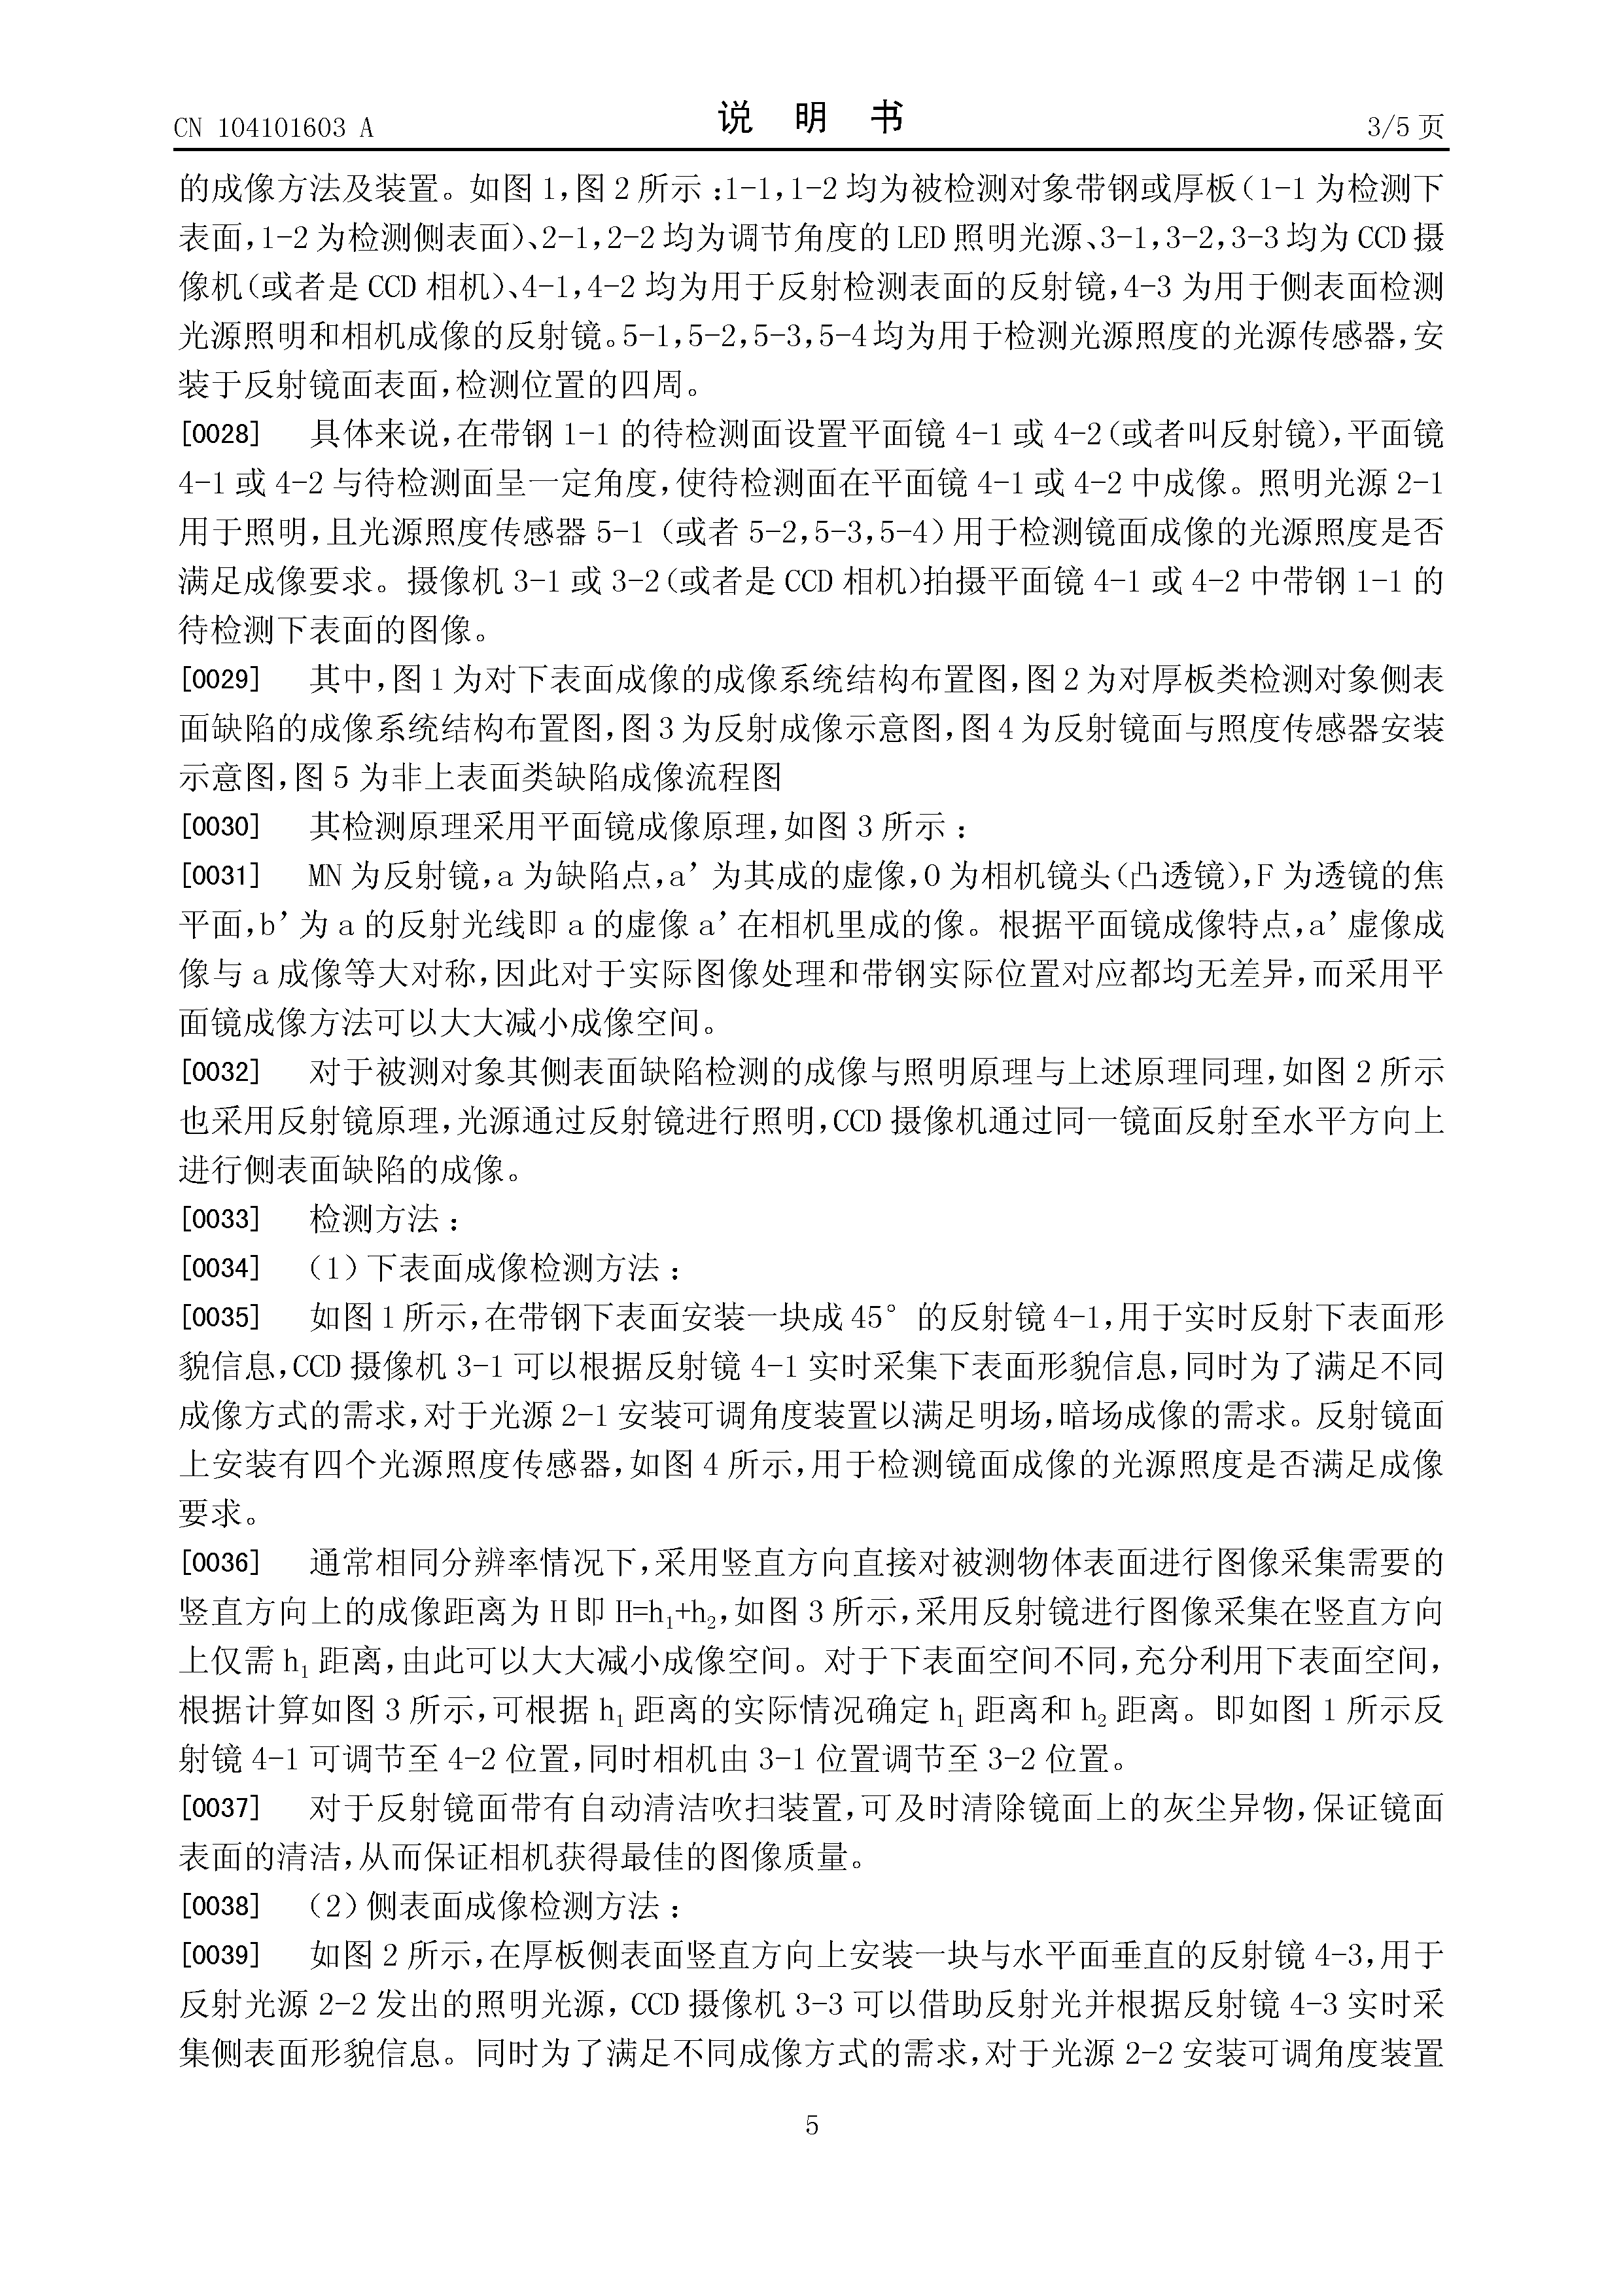 CN 104101603 A
说 明 书
3/5 页
的成像方法及装置。如图 1,图 2 所示 :1-1,1-2 均为被检测对象带钢或厚板(1-1 为检测下
表面,1-2 为检测侧表面)、2-1,2-2 均为调节角度的 LED 照明光源、3-1,3-2,3-3 均为 CCD 摄
像机(或者是 CCD 相机)、4-1,4-2 均为用于反射检测表面的反射镜,4-3 为用于侧表面检测
光源照明和相机成像的反射镜。5-1,5-2,5-3,5-4 均为用于检测光源照度的光源传感器,安
装于反射镜面表面,检测位置的四周。
[0028] 具体来说,在带钢 1-1 的待检测面设置平面镜 4-1 或 4-2(或者叫反射镜),平面镜
4-1 或 4-2 与待检测面呈一定角度,使待检测面在平面镜 4-1 或 4-2 中成像。照明光源 2-1
用于照明,且光源照度传感器 5-1 (或者 5-2,5-3,5-4) 用于检测镜面成像的光源照度是否
满足成像要求。摄像机 3-1 或 3-2(或者是 CCD 相机)拍摄平面镜 4-1 或 4-2 中带钢 1-1 的
待检测下表面的图像。
[0029] 其中,图 1 为对下表面成像的成像系统结构布置图,图 2 为对厚板类检测对象侧表
面缺陷的成像系统结构布置图,图 3 为反射成像示意图,图 4 为反射镜面与照度传感器安装
示意图,图 5 为非上表面类缺陷成像流程图
[0030] 其检测原理采用平面镜成像原理,如图 3 所示 :
[0031] MN 为反射镜,a 为缺陷点,a’ 为其成的虚像,O 为相机镜头(凸透镜),F 为透镜的焦
平面,b’ 为 a 的反射光线即 a 的虚像 a’ 在相机里成的像。根据平面镜成像特点,a’ 虚像成
像与 a 成像等大对称,因此对于实际图像处理和带钢实际位置对应都均无差异,而采用平
面镜成像方法可以大大减小成像空间。
[0032] 对于被测对象其侧表面缺陷检测的成像与照明原理与上述原理同理,如图 2 所示
也采用反射镜原理,光源通过反射镜进行照明,CCD 摄像机通过同一镜面反射至水平方向上
进行侧表面缺陷的成像。
[0033] 检测方法 :
[0034] (1) 下表面成像检测方法 :
[0035] 如图 1 所示,在带钢下表面安装一块成 45° 的反射镜 4-1,用于实时反射下表面形
貌信息,CCD 摄像机 3-1 可以根据反射镜 4-1 实时采集下表面形貌信息,同时为了满足不同
成像方式的需求,对于光源 2-1 安装可调角度装置以满足明场,暗场成像的需求。反射镜面
上安装有四个光源照度传感器,如图 4 所示,用于检测镜面成像的光源照度是否满足成像
要求。
[0036] 通常相同分辨率情况下,采用竖直方向直接对被测物体表面进行图像采集需要的
竖直方向上的成像距离为 H 即 H=h₁+h₂,如图 3 所示,采用反射镜进行图像采集在竖直方向
上仅需 h₁ 距离,由此可以大大减小成像空间。对于下表面空间不同,充分利用下表面空间,
根据计算如图 3 所示,可根据 h₁ 距离的实际情况确定 h₁ 距离和 h₂ 距离。即如图 1 所示反
射镜 4-1 可调节至 4-2 位置,同时相机由 3-1 位置调节至 3-2 位置。
[0037] 对于反射镜面带有自动清洁吹扫装置,可及时清除镜面上的灰尘异物,保证镜面
表面的清洁,从而保证相机获得最佳的图像质量。
[0038] (2) 侧表面成像检测方法 :
[0039] 如图 2 所示,在厚板侧表面竖直方向上安装一块与水平面垂直的反射镜 4-3,用于
反射光源 2-2 发出的照明光源, CCD 摄像机 3-3 可以借助反射光并根据反射镜 4-3 实时采
集侧表面形貌信息。同时为了满足不同成像方式的需求,对于光源 2-2 安装可调角度装置
5